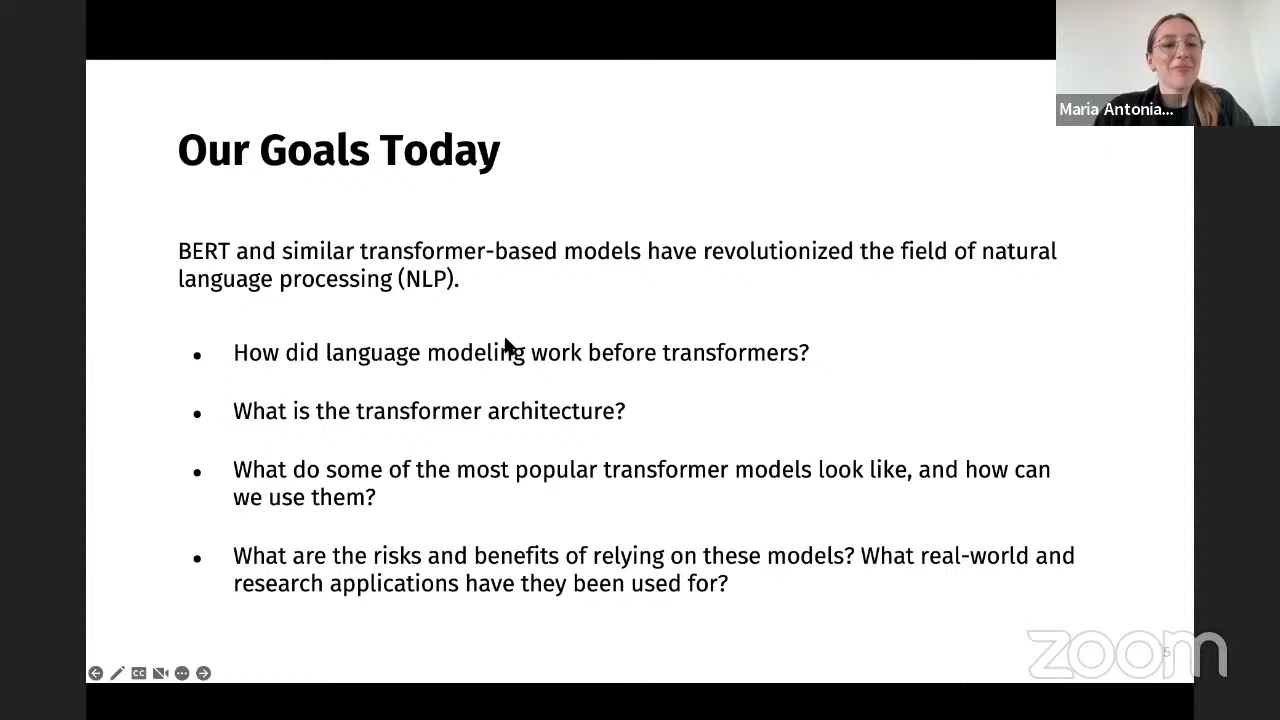 Maria Antonia...
Our Goals Today
BERT and similar transformer-based models have revolutionized the field of natural
language processing (NLP).
• How did language modeling work before transformers?
• What is the transformer architecture?
• What do some of the most popular transformer models look like, and how can
we use them?
• What are the risks and benefits of relying on these models? What real-world and
research applications have they been used for?
CC
zoom
5